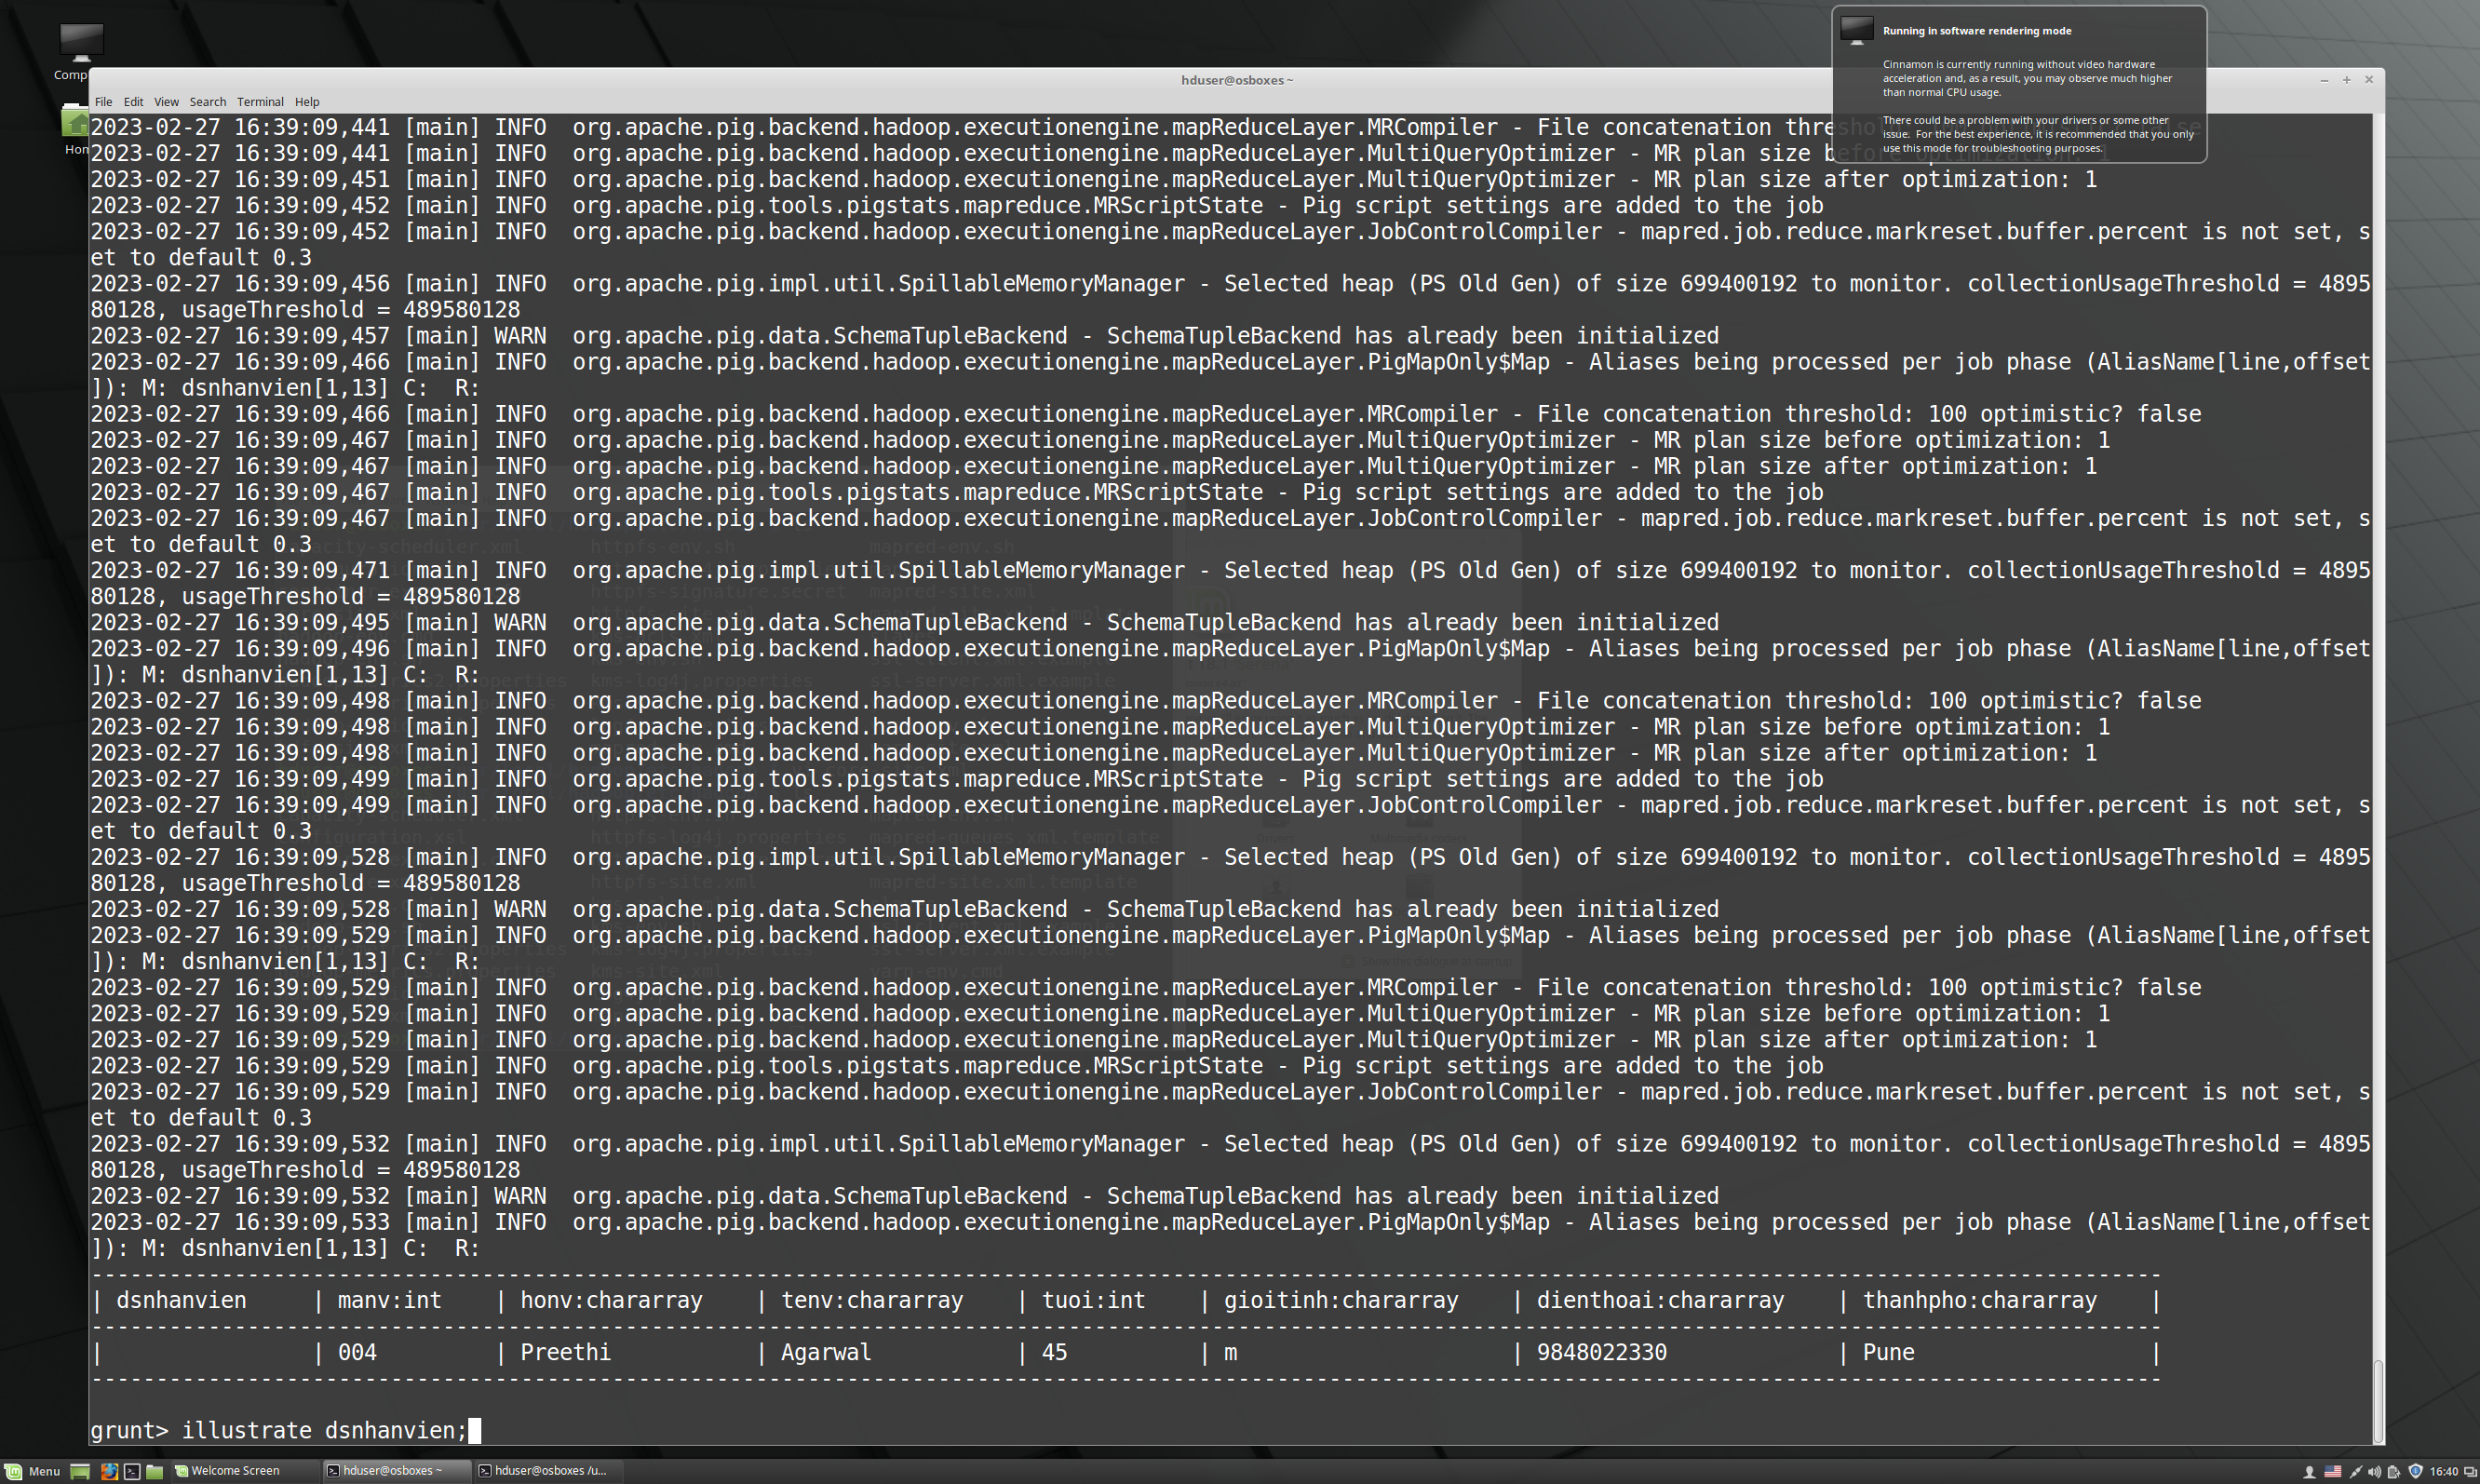 Comp
Hom
hduser@osboxes ~
File Edit View Search Terminal Help
Running in software rendering mode
Cinnamon is currently running without video hardware
acceleration and, as a result, you may observe much higher
than normal CPU usage.
There could be a problem with your drivers or some other
issue. For the best experience, it is recommended that you only
use this mode for troubleshooting purposes.
2023-02-27 16:39:09,441 [main] INFO  org.apache.pig.backend.hadoop.executionengine.mapReduceLayer.MRCompiler - File concatenation threshold: 100 optimistic? false
2023-02-27 16:39:09,441 [main] INFO  org.apache.pig.backend.hadoop.executionengine.mapReduceLayer.MultiQueryOptimizer - MR plan size before optimization: 1
2023-02-27 16:39:09,451 [main] INFO  org.apache.pig.backend.hadoop.executionengine.mapReduceLayer.MultiQueryOptimizer - MR plan size after optimization: 1
2023-02-27 16:39:09,452 [main] INFO  org.apache.pig.tools.pigstats.mapreduce.MRScriptState - Pig script settings are added to the job
2023-02-27 16:39:09,452 [main] INFO  org.apache.pig.backend.hadoop.executionengine.mapReduceLayer.JobControlCompiler - mapred.job.reduce.markreset.buffer.percent is not set, s
et to default 0.3
2023-02-27 16:39:09,456 [main] INFO  org.apache.pig.impl.util.SpillableMemoryManager - Selected heap (PS Old Gen) of size 699400192 to monitor. collectionUsageThreshold = 4895
80128, usageThreshold = 489580128
2023-02-27 16:39:09,457 [main] WARN  org.apache.pig.data.SchemaTupleBackend - SchemaTupleBackend has already been initialized
2023-02-27 16:39:09,466 [main] INFO  org.apache.pig.backend.hadoop.executionengine.mapReduceLayer.PigMapOnly$Map - Aliases being processed per job phase (AliasName[line,offset
]): M: dsnhanvien[1,13] C:  R:
2023-02-27 16:39:09,466 [main] INFO  org.apache.pig.backend.hadoop.executionengine.mapReduceLayer.MRCompiler - File concatenation threshold: 100 optimistic? false
2023-02-27 16:39:09,467 [main] INFO  org.apache.pig.backend.hadoop.executionengine.mapReduceLayer.MultiQueryOptimizer - MR plan size before optimization: 1
2023-02-27 16:39:09,467 [main] INFO  org.apache.pig.backend.hadoop.executionengine.mapReduceLayer.MultiQueryOptimizer - MR plan size after optimization: 1
2023-02-27 16:39:09,467 [main] INFO  org.apache.pig.tools.pigstats.mapreduce.MRScriptState - Pig script settings are added to the job
2023-02-27 16:39:09,467 [main] INFO  org.apache.pig.backend.hadoop.executionengine.mapReduceLayer.JobControlCompiler - mapred.job.reduce.markreset.buffer.percent is not set, s
et to default 0.3
2023-02-27 16:39:09,471 [main] INFO  org.apache.pig.impl.util.SpillableMemoryManager - Selected heap (PS Old Gen) of size 699400192 to monitor. collectionUsageThreshold = 4895
80128, usageThreshold = 489580128
2023-02-27 16:39:09,495 [main] WARN  org.apache.pig.data.SchemaTupleBackend - SchemaTupleBackend has already been initialized
2023-02-27 16:39:09,496 [main] INFO  org.apache.pig.backend.hadoop.executionengine.mapReduceLayer.PigMapOnly$Map - Aliases being processed per job phase (AliasName[line,offset
]): M: dsnhanvien[1,13] C:  R:
2023-02-27 16:39:09,498 [main] INFO  org.apache.pig.backend.hadoop.executionengine.mapReduceLayer.MRCompiler - File concatenation threshold: 100 optimistic? false
2023-02-27 16:39:09,498 [main] INFO  org.apache.pig.backend.hadoop.executionengine.mapReduceLayer.MultiQueryOptimizer - MR plan size before optimization: 1
2023-02-27 16:39:09,498 [main] INFO  org.apache.pig.backend.hadoop.executionengine.mapReduceLayer.MultiQueryOptimizer - MR plan size after optimization: 1
2023-02-27 16:39:09,499 [main] INFO  org.apache.pig.tools.pigstats.mapreduce.MRScriptState - Pig script settings are added to the job
2023-02-27 16:39:09,499 [main] INFO  org.apache.pig.backend.hadoop.executionengine.mapReduceLayer.JobControlCompiler - mapred.job.reduce.markreset.buffer.percent is not set, s
et to default 0.3
2023-02-27 16:39:09,528 [main] INFO  org.apache.pig.impl.util.SpillableMemoryManager - Selected heap (PS Old Gen) of size 699400192 to monitor. collectionUsageThreshold = 4895
80128, usageThreshold = 489580128
2023-02-27 16:39:09,528 [main] WARN  org.apache.pig.data.SchemaTupleBackend - SchemaTupleBackend has already been initialized
2023-02-27 16:39:09,529 [main] INFO  org.apache.pig.backend.hadoop.executionengine.mapReduceLayer.PigMapOnly$Map - Aliases being processed per job phase (AliasName[line,offset
]): M: dsnhanvien[1,13] C:  R:
2023-02-27 16:39:09,529 [main] INFO  org.apache.pig.backend.hadoop.executionengine.mapReduceLayer.MRCompiler - File concatenation threshold: 100 optimistic? false
2023-02-27 16:39:09,529 [main] INFO  org.apache.pig.backend.hadoop.executionengine.mapReduceLayer.MultiQueryOptimizer - MR plan size before optimization: 1
2023-02-27 16:39:09,529 [main] INFO  org.apache.pig.backend.hadoop.executionengine.mapReduceLayer.MultiQueryOptimizer - MR plan size after optimization: 1
2023-02-27 16:39:09,529 [main] INFO  org.apache.pig.tools.pigstats.mapreduce.MRScriptState - Pig script settings are added to the job
2023-02-27 16:39:09,529 [main] INFO  org.apache.pig.backend.hadoop.executionengine.mapReduceLayer.JobControlCompiler - mapred.job.reduce.markreset.buffer.percent is not set, s
et to default 0.3
2023-02-27 16:39:09,532 [main] INFO  org.apache.pig.impl.util.SpillableMemoryManager - Selected heap (PS Old Gen) of size 699400192 to monitor. collectionUsageThreshold = 4895
80128, usageThreshold = 489580128
2023-02-27 16:39:09,532 [main] WARN  org.apache.pig.data.SchemaTupleBackend - SchemaTupleBackend has already been initialized
2023-02-27 16:39:09,533 [main] INFO  org.apache.pig.backend.hadoop.executionengine.mapReduceLayer.PigMapOnly$Map - Aliases being processed per job phase (AliasName[line,offset
]): M: dsnhanvien[1,13] C:  R:
| dsnhanvien | manv:int | honv:chararray | tenv:chararray | tuoi:int | gioitinh:chararray | dienthoai:chararray | thanhpho:chararray |
| | 004 | Preethi | Agarwal | 45 | m | 9848022330 | Pune |
grunt> illustrate dsnhanvien;
Menu Welcome Screen hduser@osboxes ~ hduser@osboxes /u... 16:40